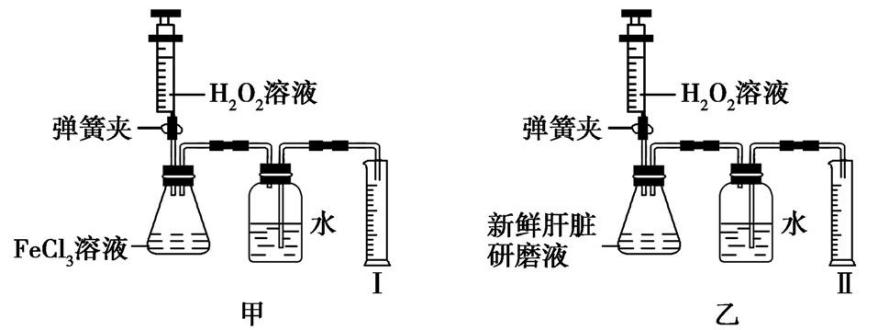 H₂O₂溶液
弹簧夹
水
FeCl₃溶液
Ⅰ
甲
H₂O₂溶液
弹簧夹
新鲜肝脏
研磨液
水
Ⅱ
乙